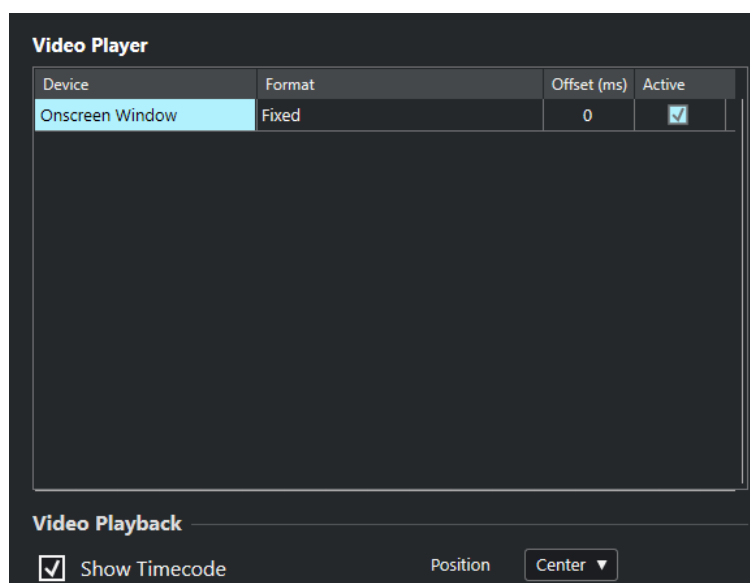 Video Player
Device Format Offset (ms) Active
Onscreen Window Fixed 0
Video Playback
Show Timecode Position Center